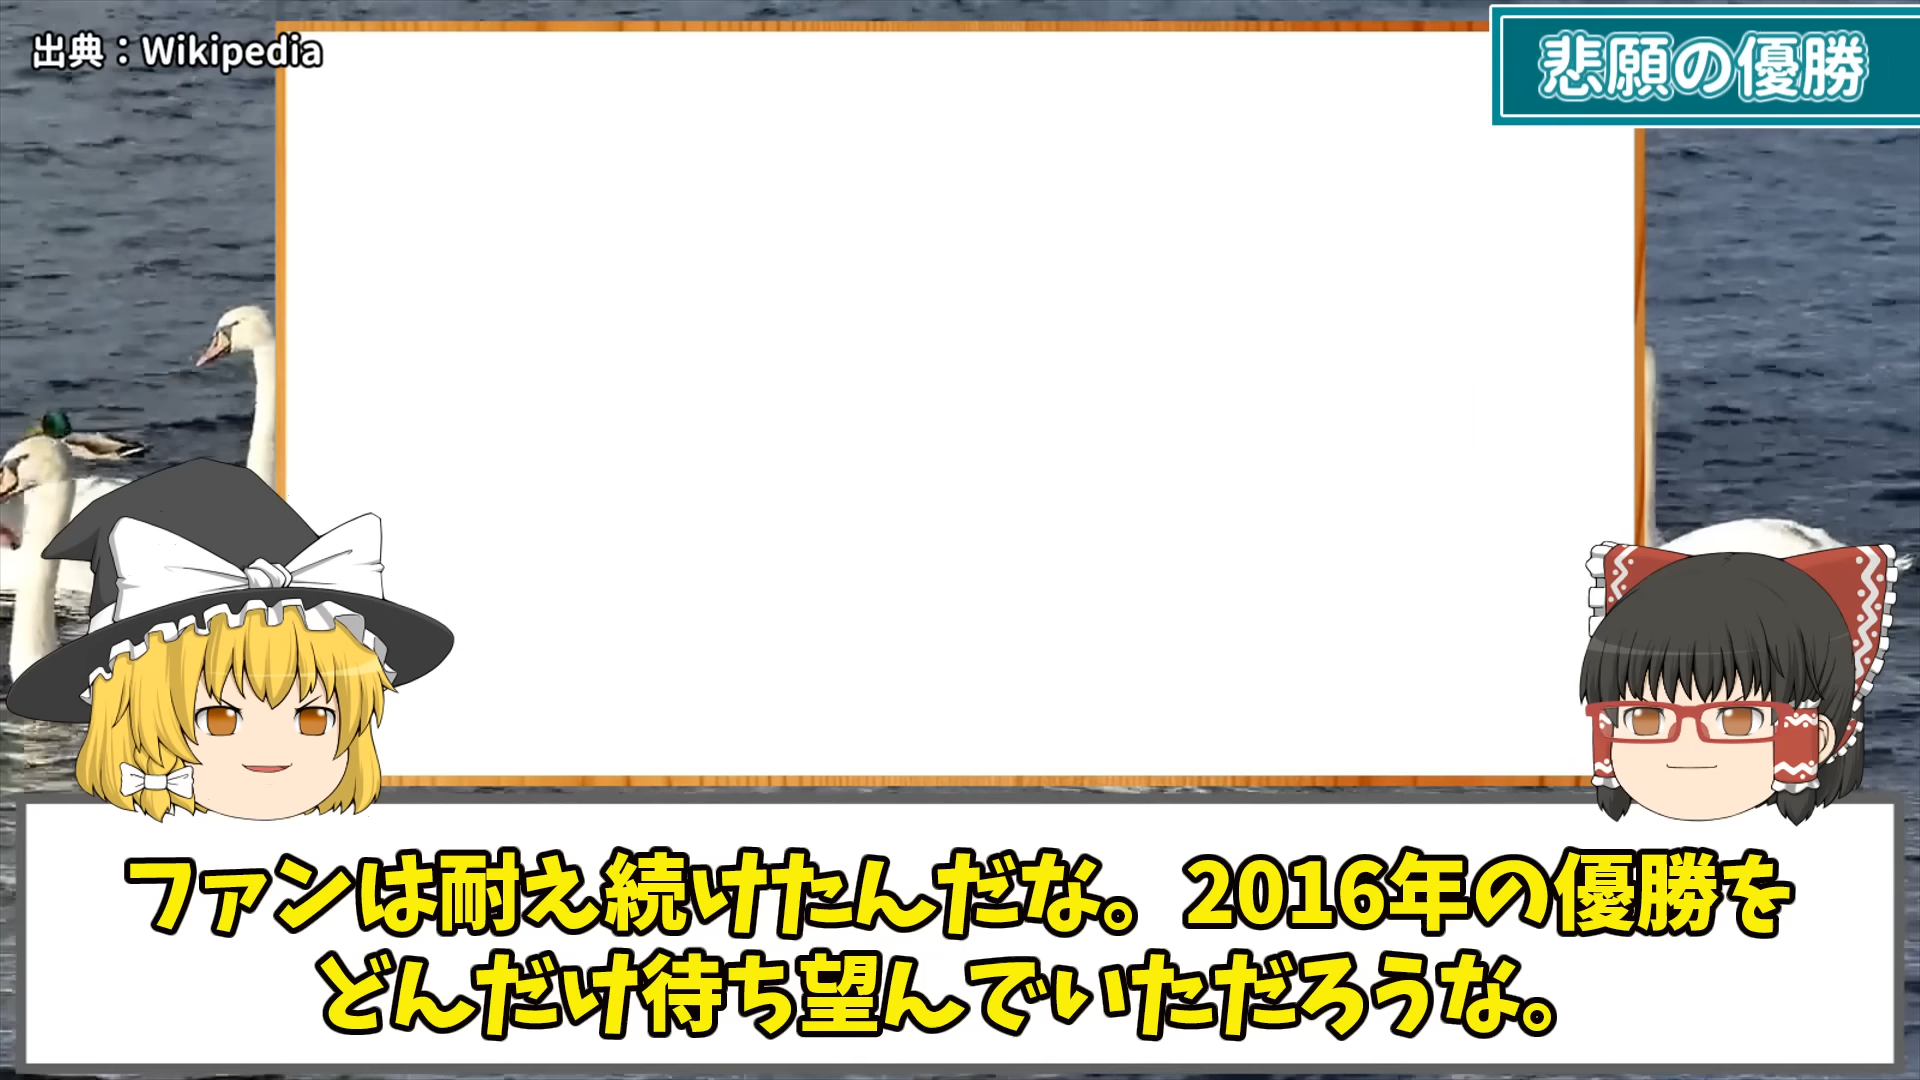 出典：Wikipedia
悲願の優勝
ファンは耐え続けたんだな。2016年の優勝を
どんだけ待ち望んでいただろうな。